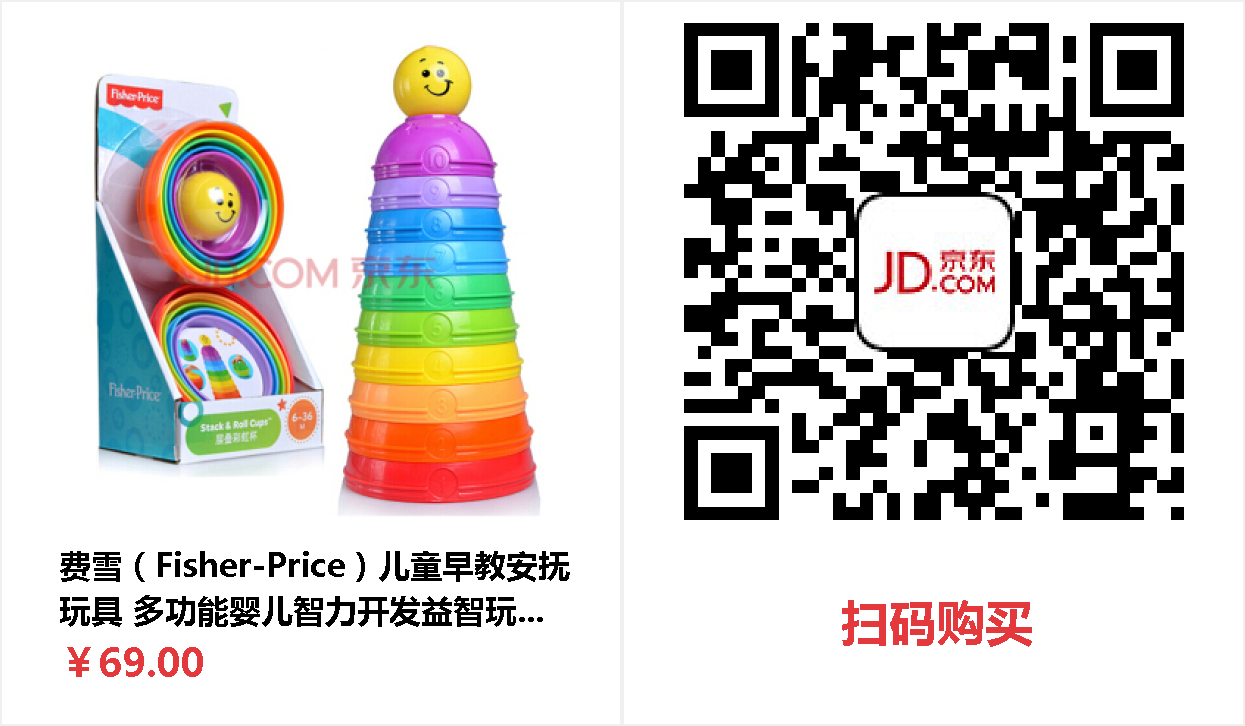 Fisher-Price
Fisher-Price
Stack & Roll Cups™
层叠彩虹杯
6-36
M
JD.COM 京东
费雪（Fisher-Price）儿童早教安抚
玩具 多功能婴儿智力开发益智玩...
￥69.00
JD.京东
.COM
扫码购买